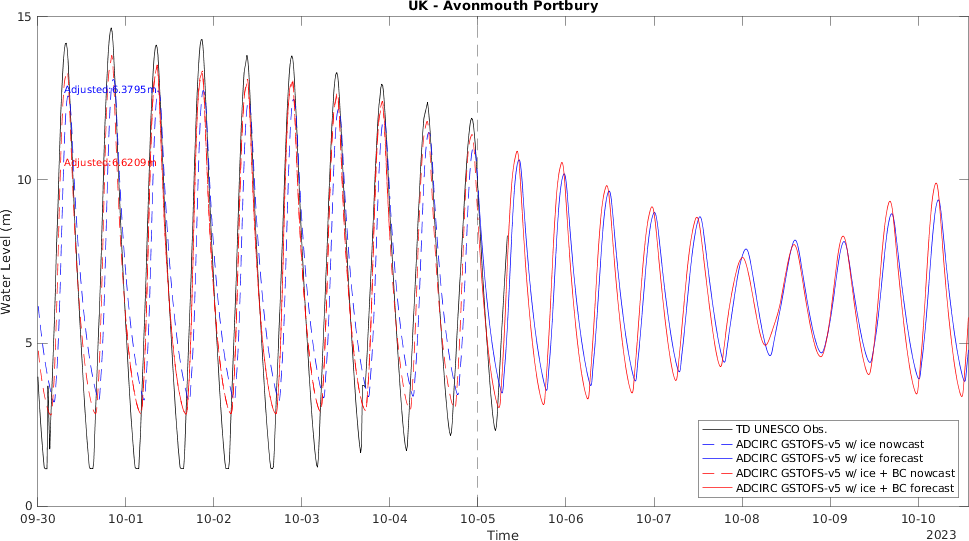 UK - Avonmouth Portbury
15
10
5
0
Water Level (m)
Adjusted:6.3795m
Adjusted:6.6209m
TD UNESCO Obs.
ADCIRC GSTOFS-v5 w/ ice nowcast
ADCIRC GSTOFS-v5 w/ ice forecast
ADCIRC GSTOFS-v5 w/ ice + BC nowcast
ADCIRC GSTOFS-v5 w/ ice + BC forecast
09-30 10-01 10-02 10-03 10-04 10-05 10-06 10-07 10-08 10-09 10-10
Time
2023